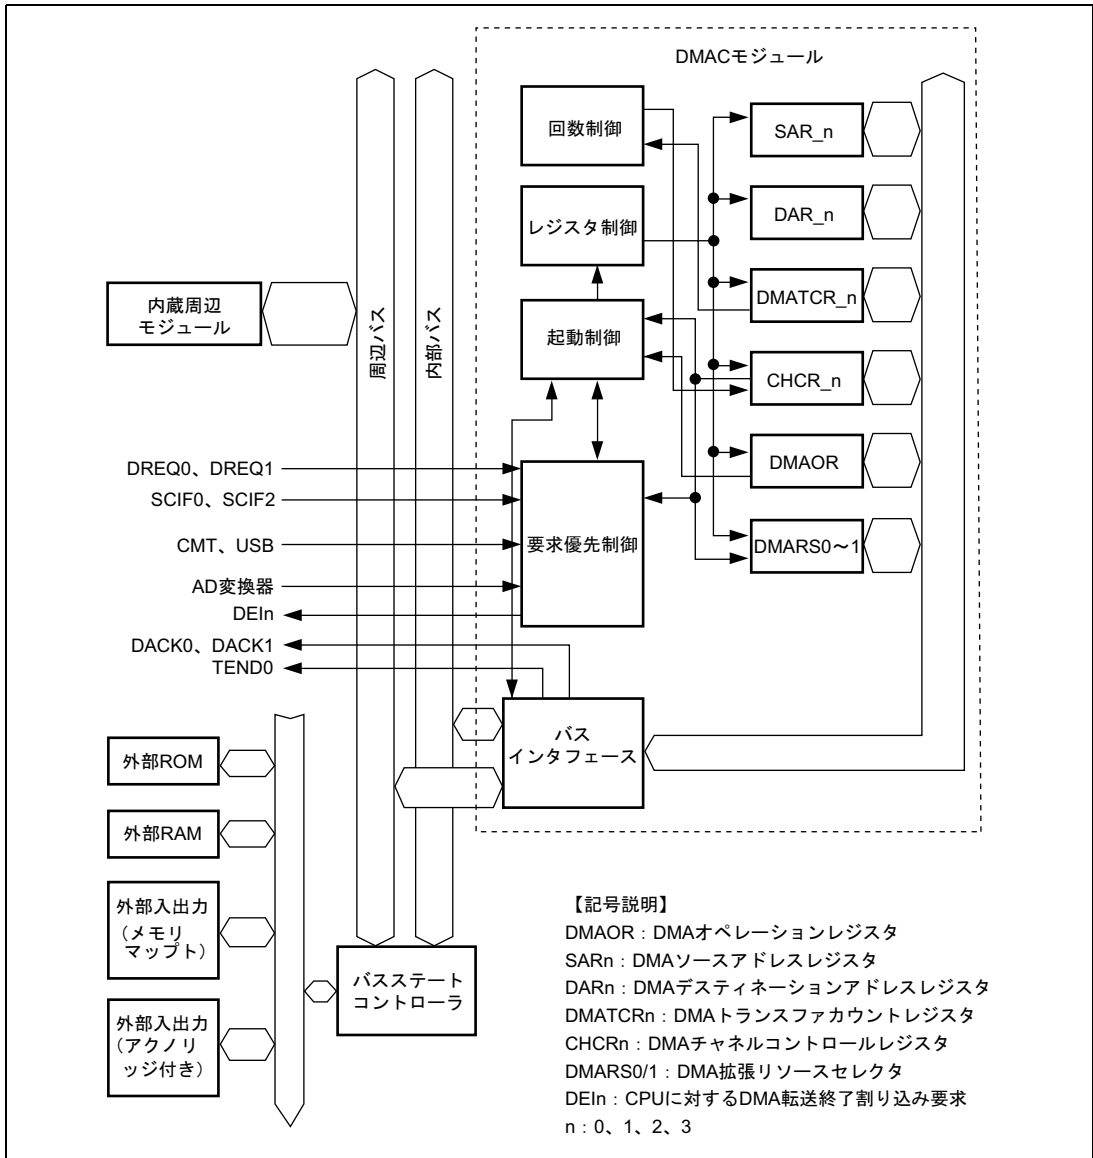 DMACモジュール
回数制御
SAR_n
レジスタ制御
DAR_n
内蔵周辺
モジュール
周辺バス
内部バス
起動制御
DMATCR_n
CHCR_n
DREQ0、DREQ1
SCIF0、SCIF2
CMT、USB
AD変換器
DEIn
DACK0、DACK1
TEND0
要求優先制御
DMAOR
DMARS0～1
バス
インタフェース
外部ROM
外部RAM
外部入出力
（メモリ
マップト）
外部入出力
（アクノリ
ッジ付き）
バスステート
コントローラ
【記号説明】
DMAOR：DMAオペレーションレジスタ
SARn：DMAソースアドレスレジスタ
DARn：DMAデスティネーションアドレスレジスタ
DMATCRn：DMAトランスファカウントレジスタ
CHCRn：DMAチャネルコントロールレジスタ
DMARS0/1：DMA拡張リソースセレクタ
DEIn：CPUに対するDMA転送終了割り込み要求
n：0、1、2、3